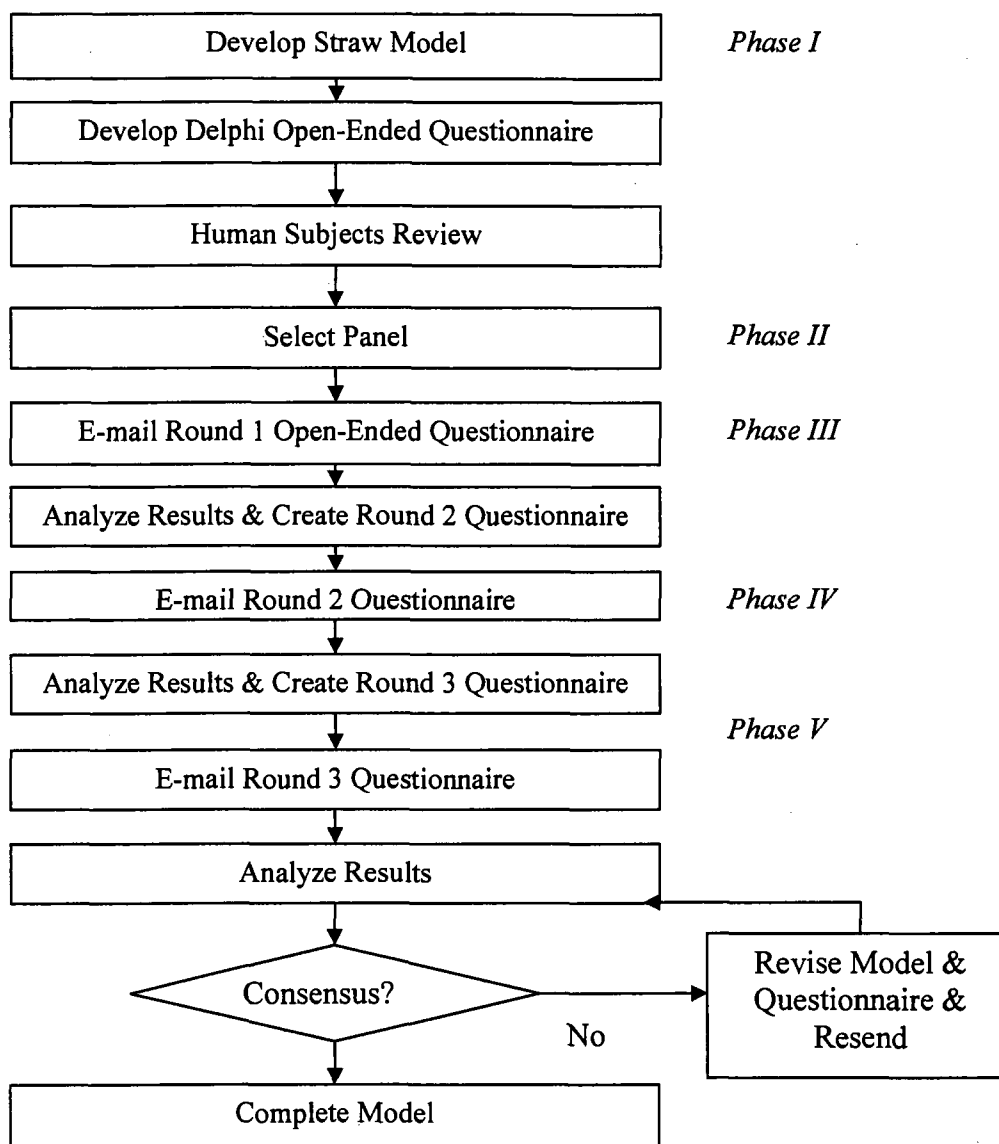 Develop Straw Model
Phase I
Develop Delphi Open-Ended Questionnaire
Human Subjects Review
Select Panel
Phase II
E-mail Round 1 Open-Ended Questionnaire
Phase III
Analyze Results & Create Round 2 Questionnaire
E-mail Round 2 Ouestionnaire
Phase IV
Analyze Results & Create Round 3 Questionnaire
Phase V
E-mail Round 3 Questionnaire
Analyze Results
Consensus?
No
Revise Model &
Questionnaire &
Resend
Complete Model